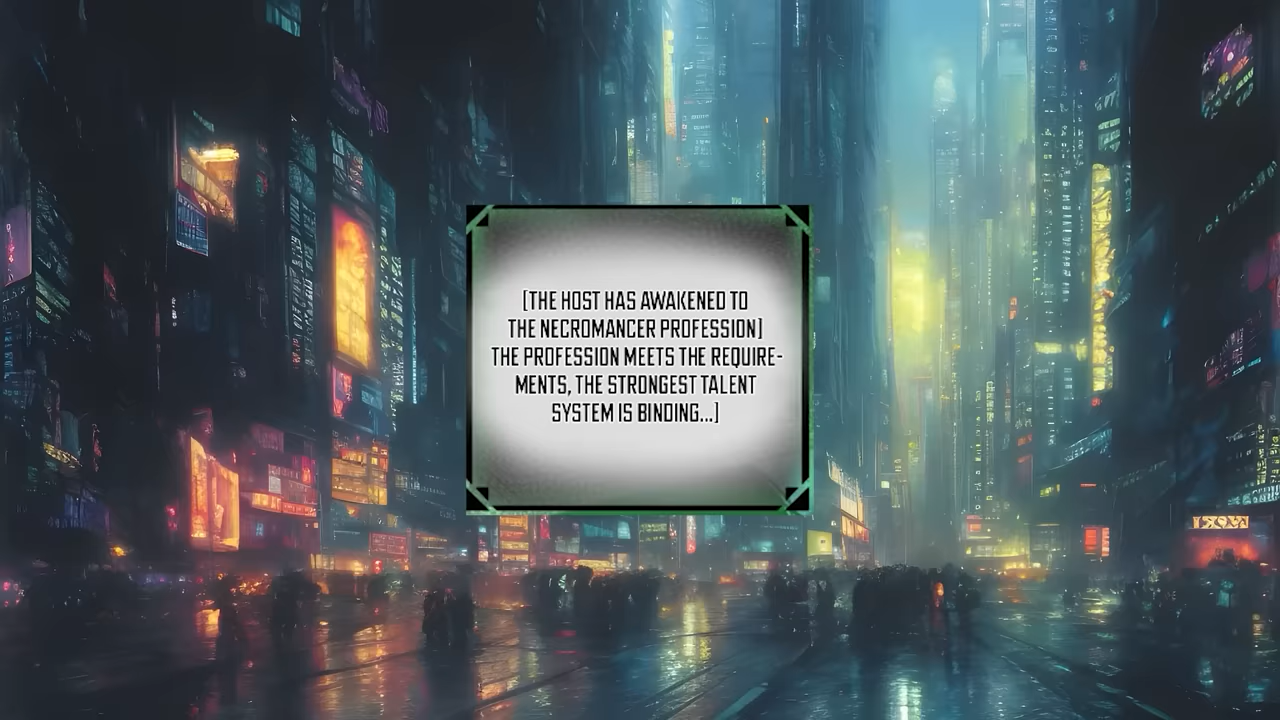 [THE HOST HAS AWAKENED TO
THE NECROMANCER PROFESSION]
THE PROFESSION MEETS THE REQUIRE-
MENTS, THE STRONGEST TALENT
SYSTEM IS BINDING...]